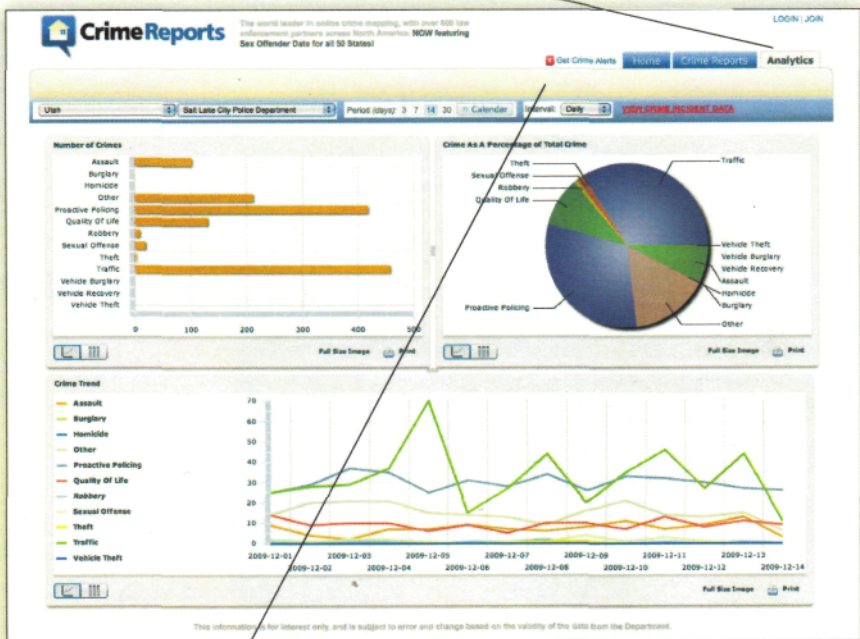 LOGIN | JOIN
CrimeReports
The world leader in online crime mapping, with over 600 law
enforcement partners across North America. NOW featuring
Sex Offender Data for all 50 States!
Get Crime Alerts Home Crime Reports Analytics
Utah Salt Lake City Police Department Period (days): 3 7 14 30 Calendar Interval: Daily VIEW CRIME INCIDENT DATA
Number of Crimes
Assault
Burglary
Homicide
Other
Proactive Policing
Quality Of Life
Robbery
Sexual Offense
Theft
Traffic
Vehicle Burglary
Vehicle Recovery
Vehicle Theft
0 100 200 300 400 500
Full Size Image Print
Crime As A Percentage of Total Crime
Theft
Sexual Offense
Robbery
Quality Of Life
Proactive Policing
Traffic
Vehicle Theft
Vehicle Burglary
Vehicle Recovery
Assault
Homicide
Burglary
Other
Full Size Image Print
Crime Trend
Assault
Burglary
Homicide
Other
Proactive Policing
Quality Of Life
Robbery
Sexual Offense
Theft
Traffic
Vehicle Theft
70
60
50
40
30
20
10
0
2009-12-01 2009-12-03 2009-12-05 2009-12-07 2009-12-09 2009-12-11 2009-12-13
2009-12-02 2009-12-04 2009-12-06 2009-12-08 2009-12-10 2009-12-12 2009-12-14
Full Size Image Print
This information is for interest only, and is subject to error and change based on the validity of the data from the Department.